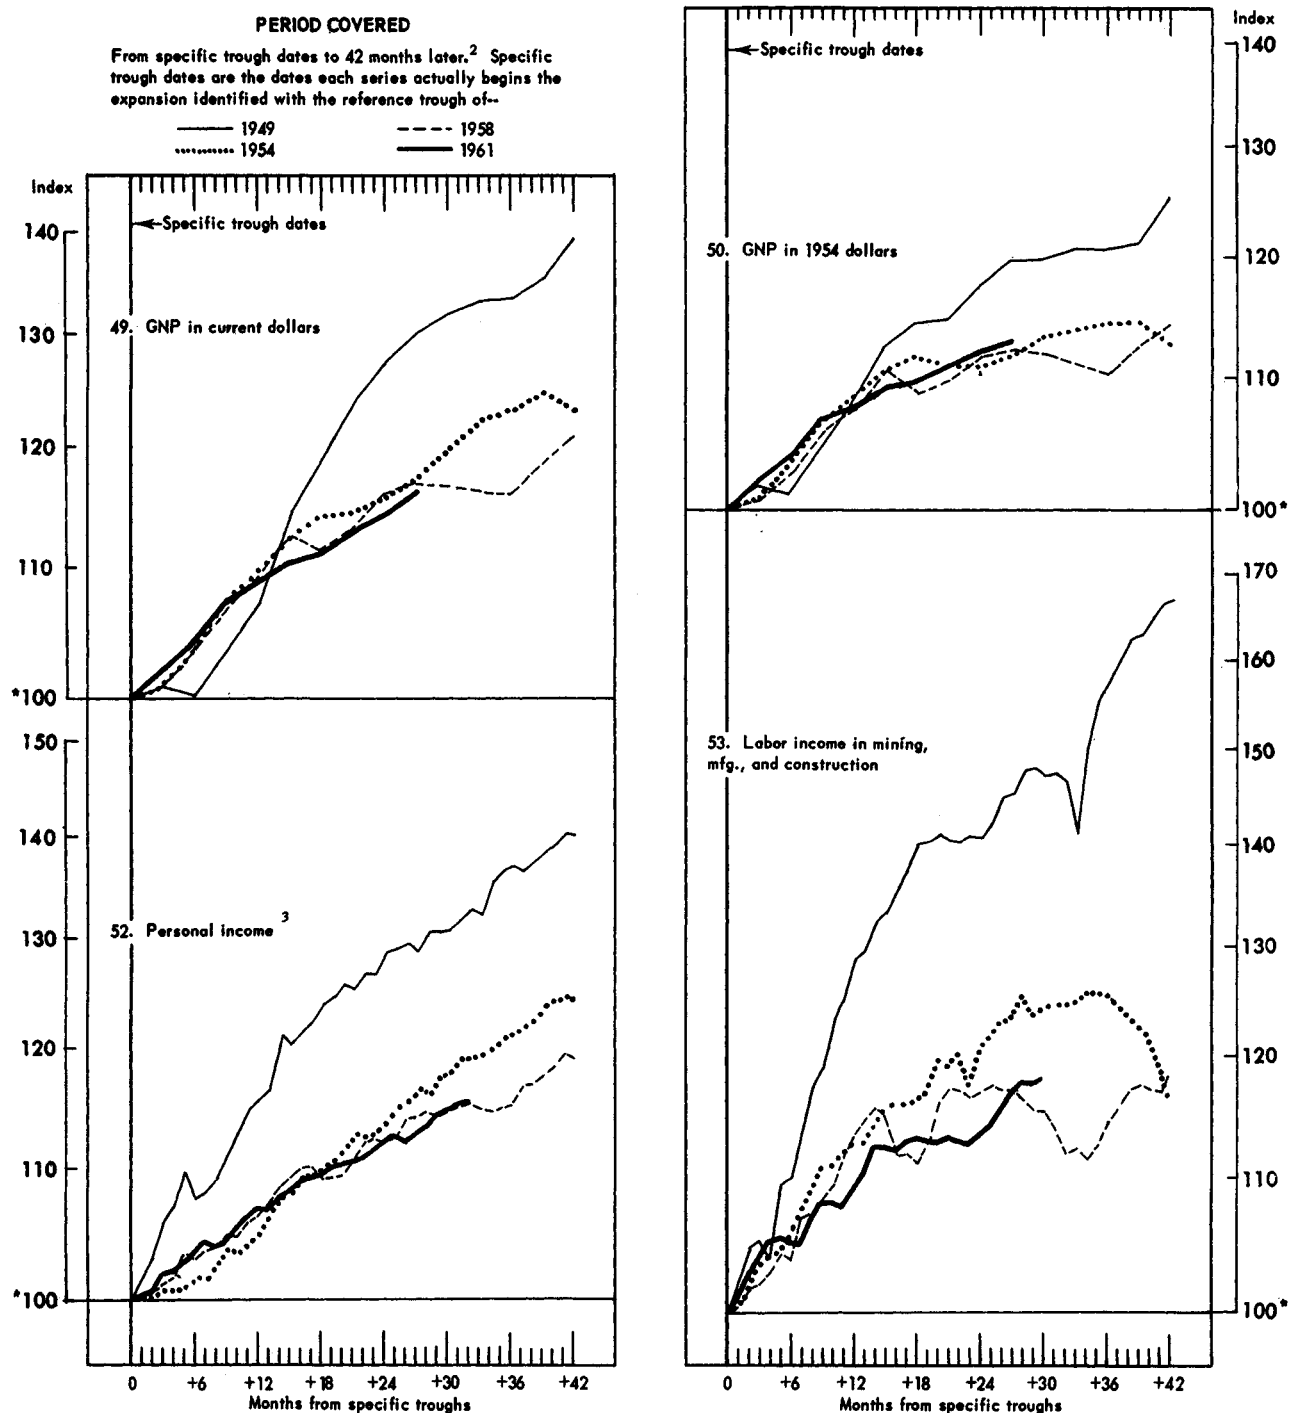 PERIOD COVERED
From specific trough dates to 42 months later.2 Specific
trough dates are the dates each series actually begins the
expansion identified with the reference trough of--
1949 1958
1954 1961
Index
Specific trough dates
140
49. GNP in current dollars
130
120
110
*100
150
140
52. Personal income 3
130
120
110
*100
0 +6 +12 +18 +24 +30 +36 +42
Months from specific troughs
Index
140
Specific trough dates
130
50. GNP in 1954 dollars
120
110
100*
170
160
53. Labor income in mining,
mfg., and construction
150
140
130
120
110
100*
0 +6 +12 +18 +24 +30 +36 +42
Months from specific troughs